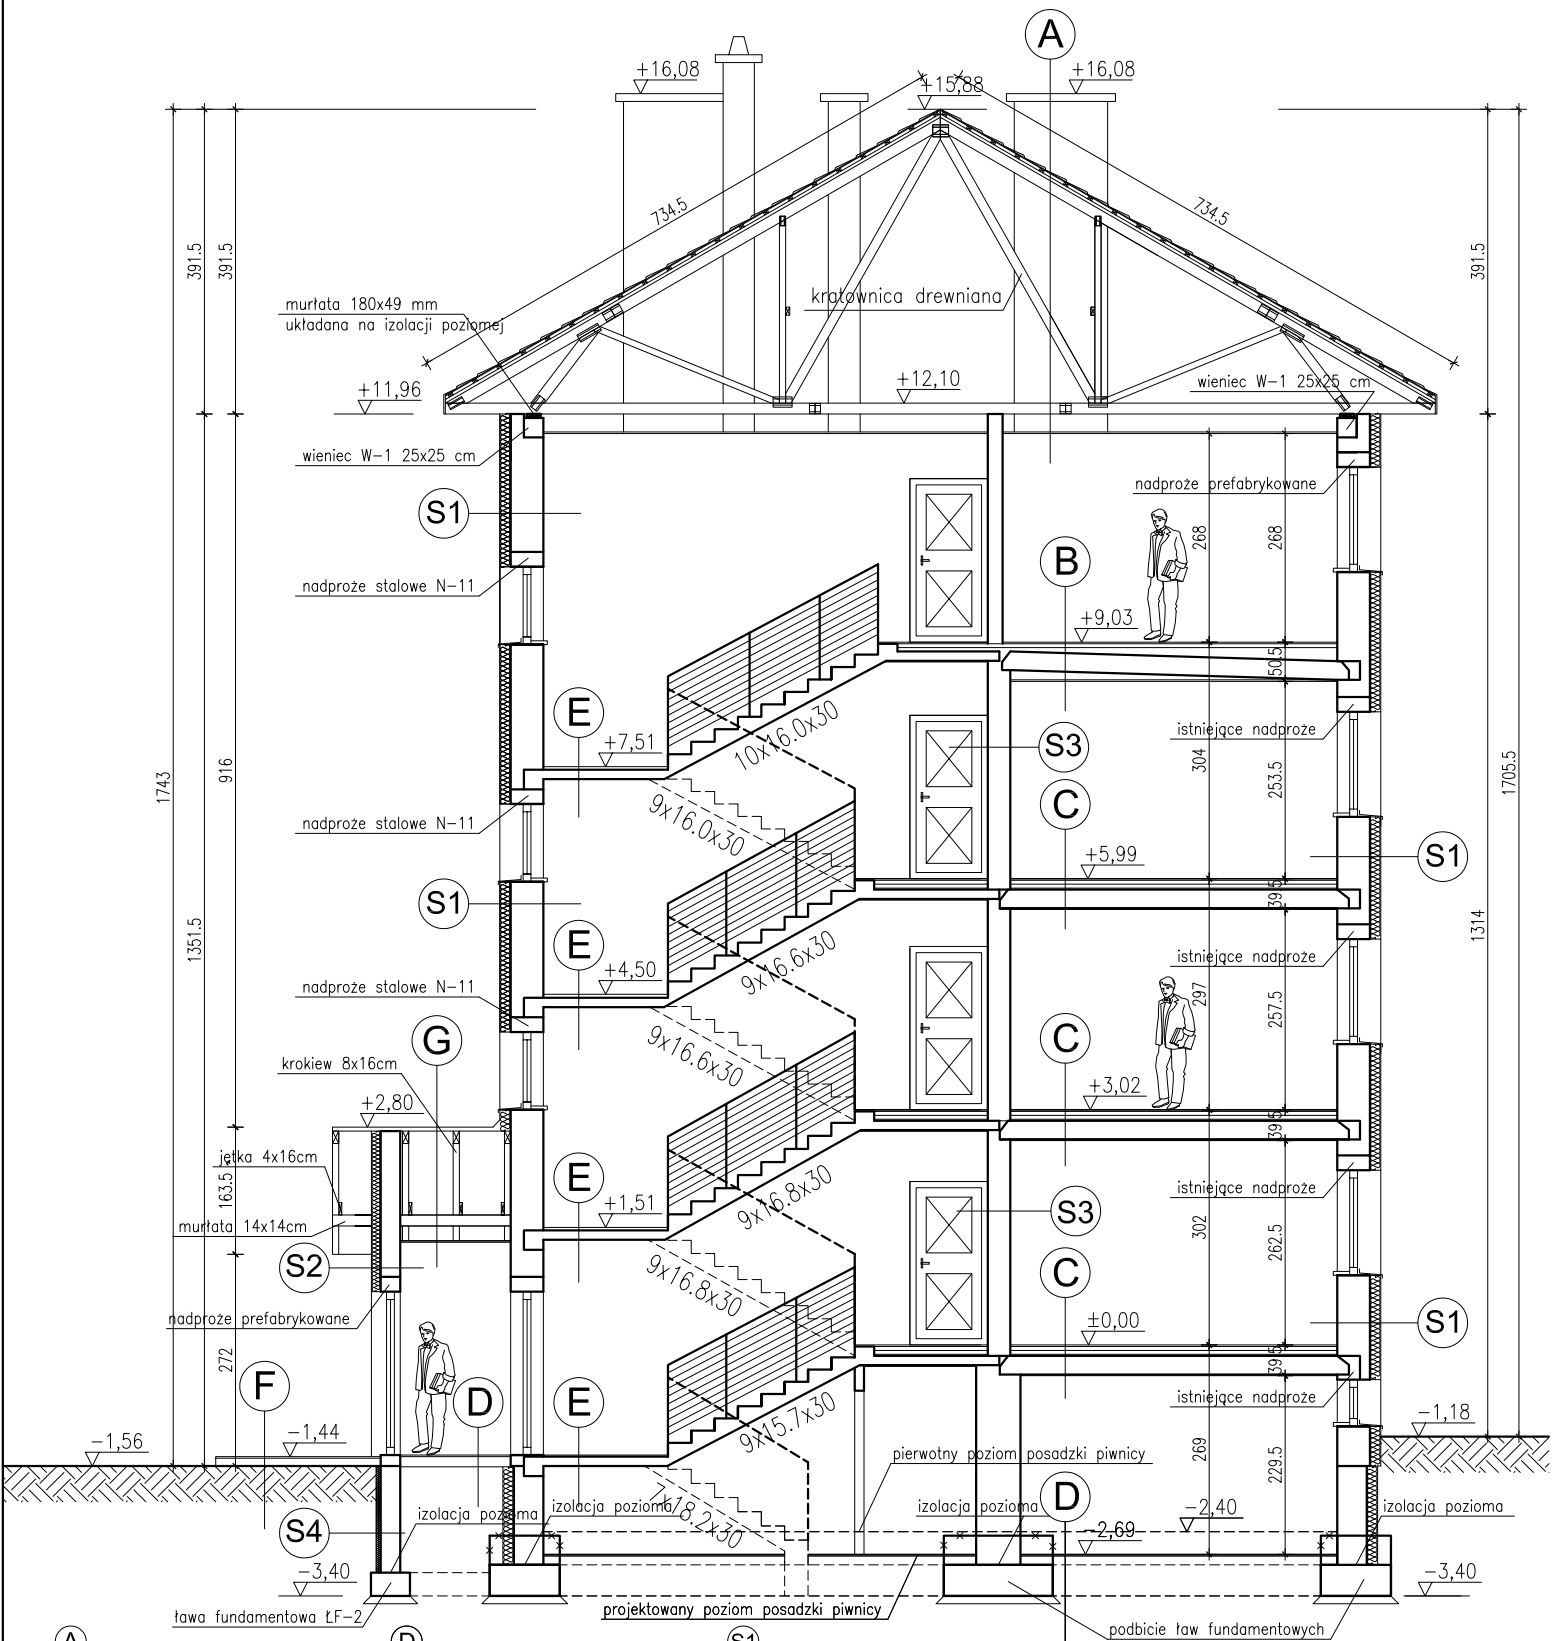 A
+16,08
+16,08
+15,88
734.5
734.5
391.5
391.5
391.5
murłata 180x49 mm
układana na izolacji poziomej
kratownica drewniana
+11,96
+12,10
wieniec W-1 25x25 cm
wieniec W-1 25x25 cm
nadproże prefabrykowane
S1
268
268
B
nadproże stalowe N-11
+9,03
50.5
E
10x16.0x30
istniejące nadproże
+7,51
S3
304
253.5
1743
916
1705.5
9x16.0x30
C
nadproże stalowe N-11
+5,99
S1
S1
39.5
1351.5
1314
E
9x16.6x30
istniejące nadproże
+4,50
nadproże stalowe N-11
297
257.5
G
9x16.6x30
C
krokiew 8x16cm
+3,02
+2,80
39.5
jętka 4x16cm
163.5
E
9x16.8x30
istniejące nadproże
+1,51
S3
murłata 14x14cm
302
262.5
S2
9x16.8x30
C
nadproże prefabrykowane
±0,00
S1
272
39.5
F
D
E
9x15.7x30
istniejące nadproże
-1,18
-1,56
-1,44
pierwotny poziom posadzki piwnicy
269
229.5
izolacja pozioma
izolacja pozioma
7x18.2x30
izolacja pozioma
D
-2,40
izolacja pozioma
S4
-2,69
-3,40
-3,40
ława fundamentowa ŁF-2
projektowany poziom posadzki piwnicy
podbicie ław fundamentowych
A
D
S1